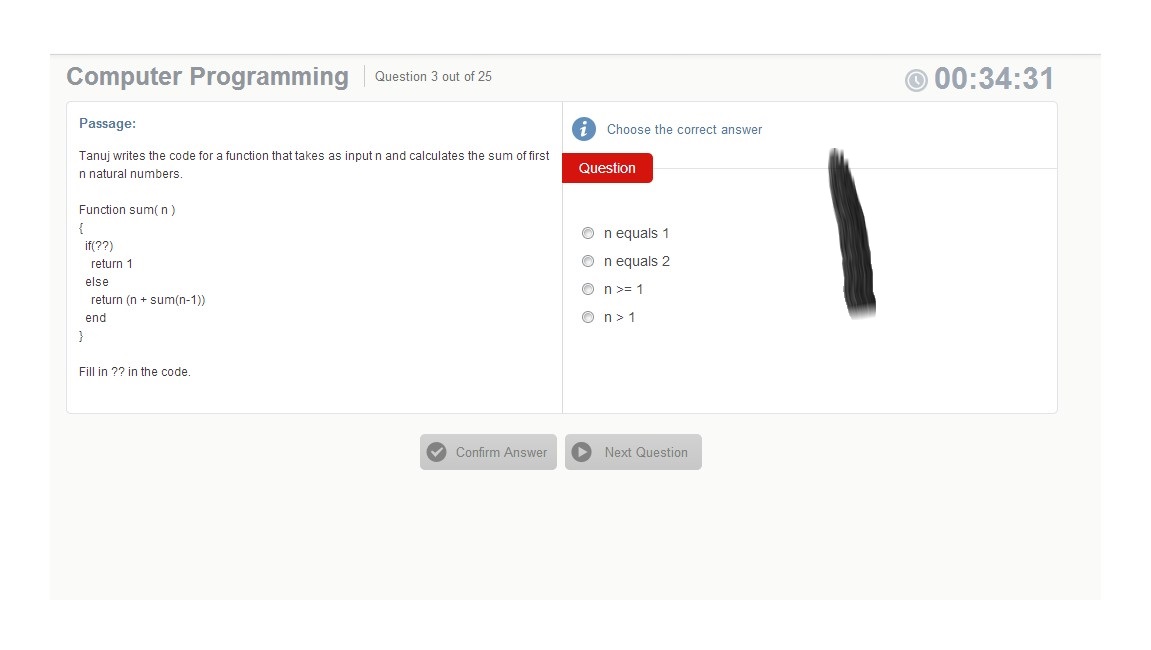 Computer Programming
Question 3 out of 25
00:34:31
Passage:
Tanuj writes the code for a function that takes as input n and calculates the sum of first
n natural numbers.
Function sum( n )
{
if(??)
return 1
else
return (n + sum(n-1))
end
}
Fill in ?? in the code.
Choose the correct answer
Question
n equals 1
n equals 2
n >= 1
n > 1
Confirm Answer
Next Question